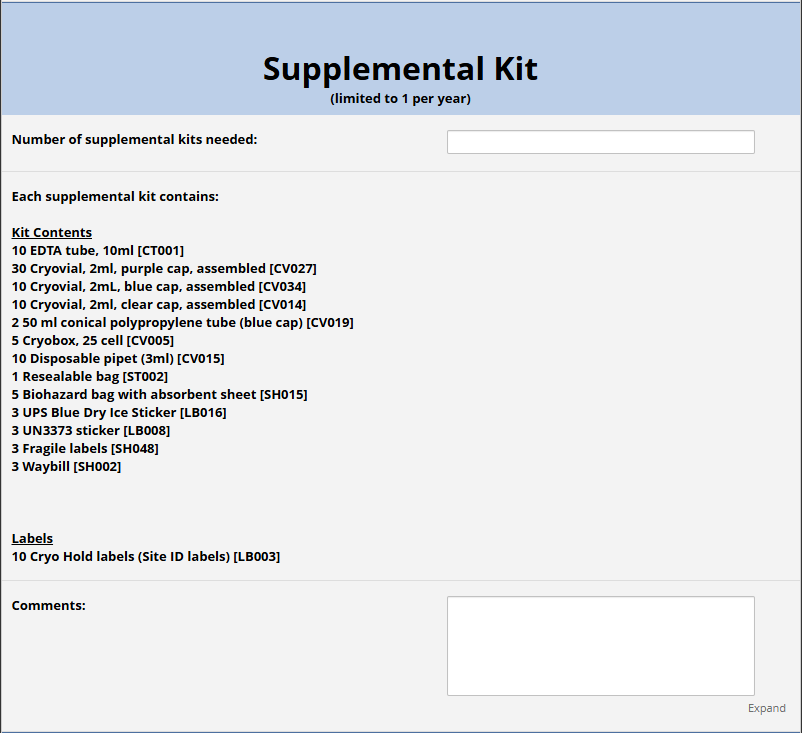 Supplemental Kit
(limited to 1 per year)
Number of supplemental kits needed:
Each supplemental kit contains:
Kit Contents
10 EDTA tube, 10ml [CT001]
30 Cryovial, 2ml, purple cap, assembled [CV027]
10 Cryovial, 2mL, blue cap, assembled [CV034]
10 Cryovial, 2ml, clear cap, assembled [CV014]
2 50 ml conical polypropylene tube (blue cap) [CV019]
5 Cryobox, 25 cell [CV005]
10 Disposable pipet (3ml) [CV015]
1 Resealable bag [ST002]
5 Biohazard bag with absorbent sheet [SH015]
3 UPS Blue Dry Ice Sticker [LB016]
3 UN3373 sticker [LB008]
3 Fragile labels [SH048]
3 Waybill [SH002]
Labels
10 Cryo Hold labels (Site ID labels) [LB003]
Comments:
Expand